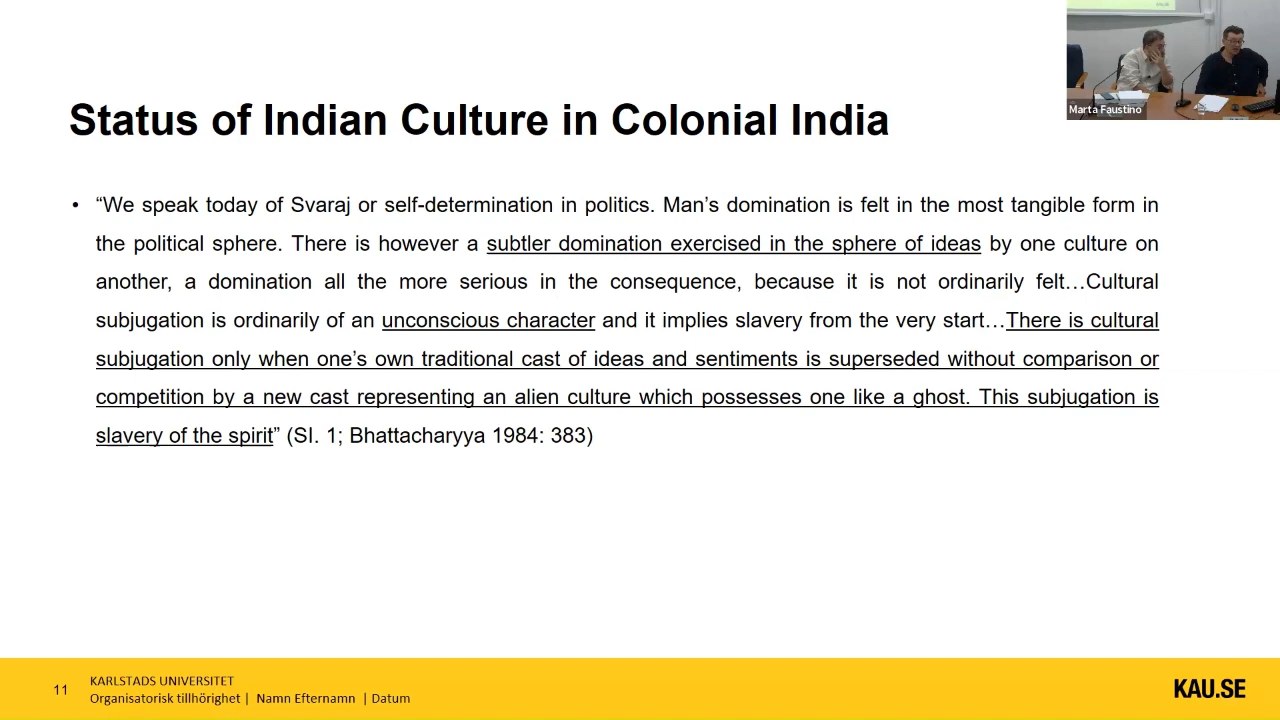 Marta Faustino
Status of Indian Culture in Colonial India
• “We speak today of Svaraj or self-determination in politics. Man’s domination is felt in the most tangible form in
the political sphere. There is however a subtler domination exercised in the sphere of ideas by one culture on
another, a domination all the more serious in the consequence, because it is not ordinarily felt…Cultural
subjugation is ordinarily of an unconscious character and it implies slavery from the very start…There is cultural
subjugation only when one’s own traditional cast of ideas and sentiments is superseded without comparison or
competition by a new cast representing an alien culture which possesses one like a ghost. This subjugation is
slavery of the spirit” (SI. 1; Bhattacharyya 1984: 383)
11
KARLSTADS UNIVERSITET
Organisatorisk tillhörighet | Namn Efternamn | Datum
KAU.SE